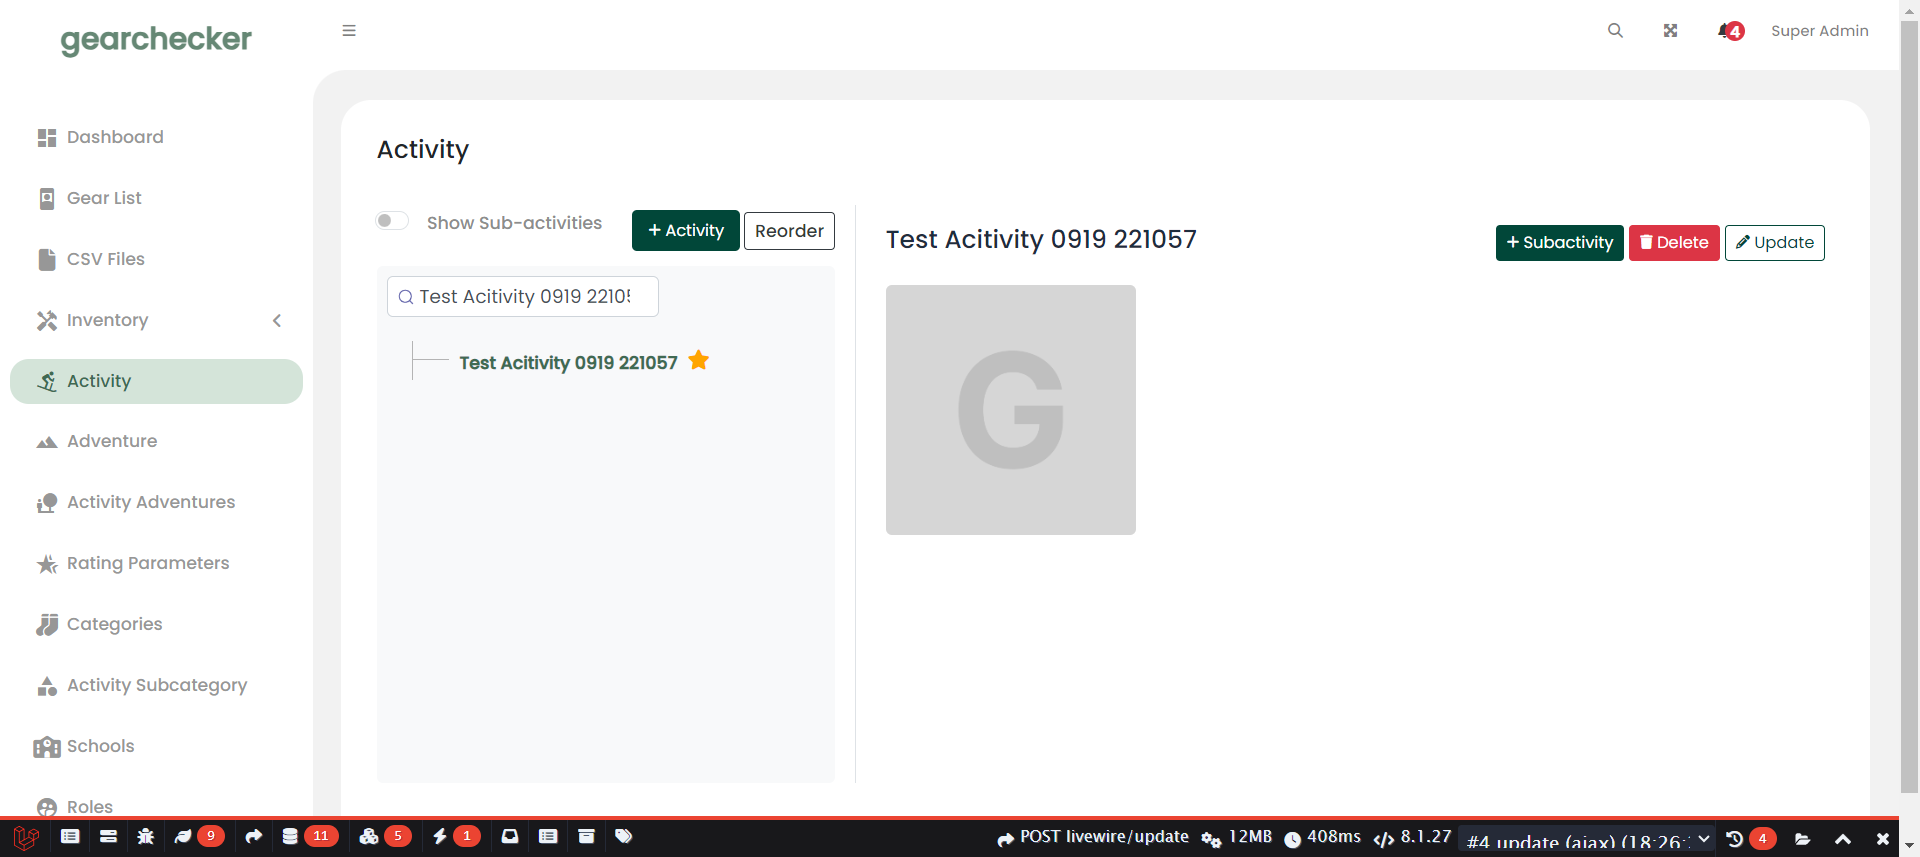 gearchecker
4
Super Admin
Dashboard
Gear List
CSV Files
Inventory
Activity
Adventure
Activity Adventures
Rating Parameters
Categories
Activity Subcategory
Schools
Roles
Activity
Show Sub-activities
+ Activity
Reorder
Test Acitivity 0919 2210
Test Acitivity 0919 221057
Test Acitivity 0919 221057
+ Subactivity
Delete
Update
G
9
11
5
1
POST livewire/update
12MB
408ms
8.1.27
#4 update (ajax) (18:26:
4